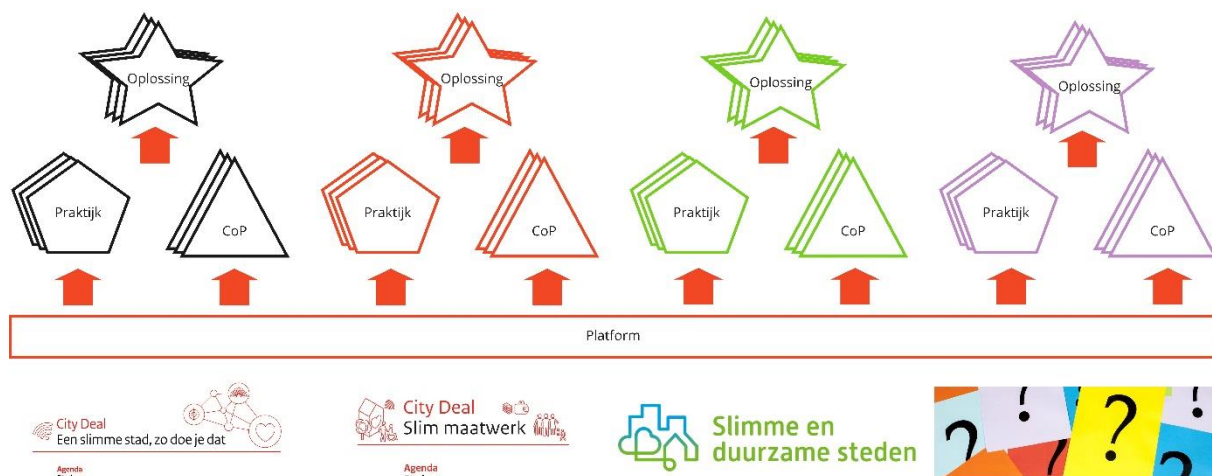 Oplossing
Oplossing
Oplossing
Oplossing
Praktijk
CoP
Praktijk
CoP
Praktijk
CoP
Praktijk
CoP
Platform
City Deal
Een slimme stad, zo doe je dat
Agenda
City Deal
Slim maatwerk
Agenda
Slimme en
duurzame steden
? ? ? ?